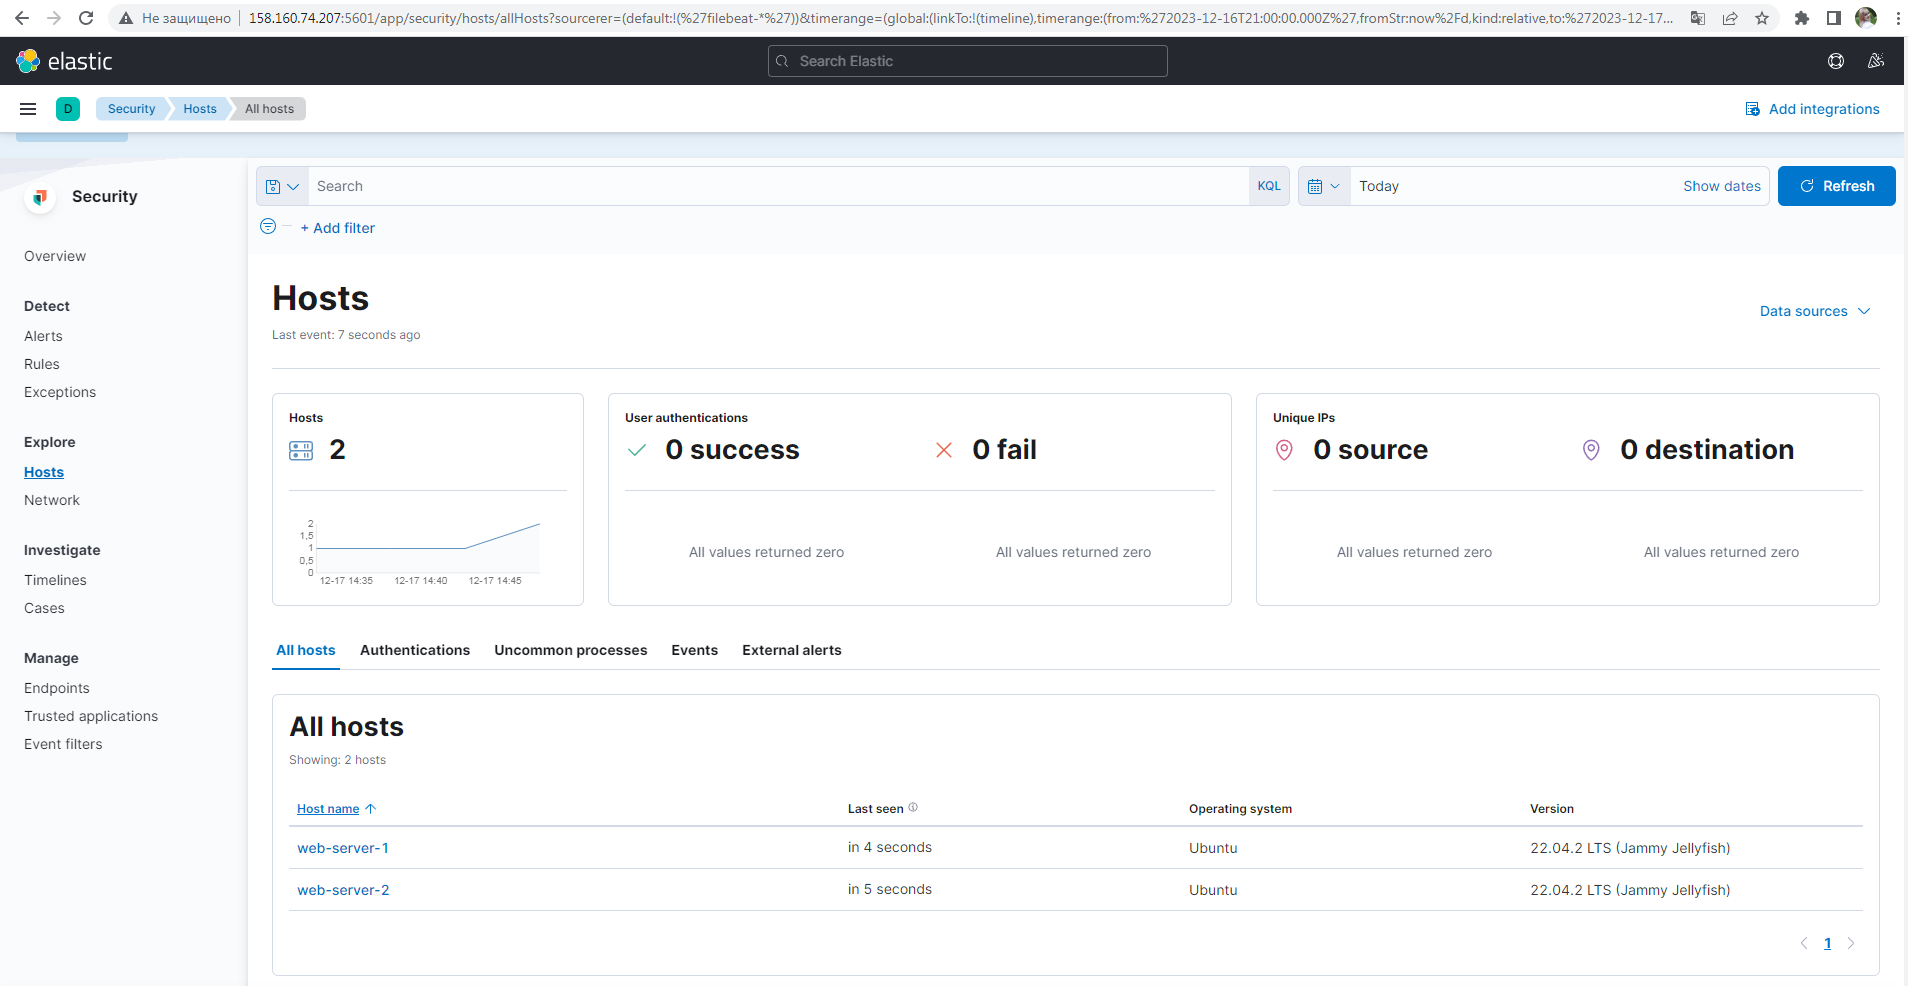 Не защищено | 158.160.74.207:5601/app/security/hosts/allHosts?sourcerer=(default:!(%27filebeat-*%27))&timerange=(global:(linkTo:!(timeline),timerange:(from:%272023-12-16T21:00:00.000Z%27,fromStr:now%2Fd,kind:relative,to:%272023-12-17...
elastic
Search Elastic
D
Security
Hosts
All hosts
Add integrations
Security
Search
KQL
Today
Show dates
Refresh
+ Add filter
Overview
Detect
Alerts
Rules
Exceptions
Explore
Hosts
Network
Investigate
Timelines
Cases
Manage
Endpoints
Trusted applications
Event filters
Hosts
Last event: 7 seconds ago
Data sources
Hosts
2
2
1,5
1
0,5
0
12-17 14:35 12-17 14:40 12-17 14:45
User authentications
0 success
0 fail
All values returned zero
All values returned zero
Unique IPs
0 source
0 destination
All values returned zero
All values returned zero
All hosts Authentications Uncommon processes Events External alerts
All hosts
Showing: 2 hosts
Host name Last seen Operating system Version
web-server-1 in 4 seconds Ubuntu 22.04.2 LTS (Jammy Jellyfish)
web-server-2 in 5 seconds Ubuntu 22.04.2 LTS (Jammy Jellyfish)
1